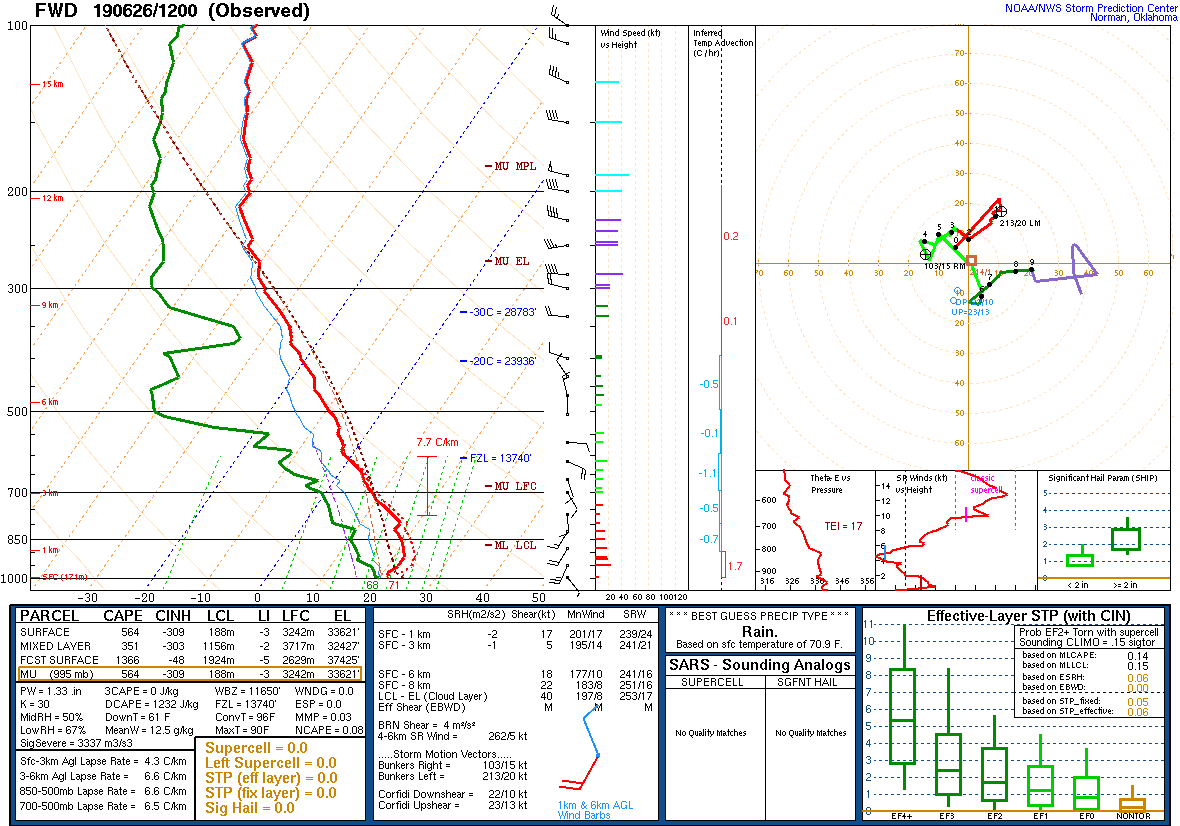 FWD 190626/1200 (Observed)
NOAA/NWS Storm Prediction Center
Norman, Oklahoma
100
200
300
500
700
850
1000
15 km
12 km
9 km
6 km
3 km
1 km
SFC (171m)
-30 -20 -10 0 10 20 30 40 50
68 71
MU MPL
MU EL
-30C = 28783'
-20C = 23936'
7.7 C/km
FZL = 13740'
MU LFC
ML LCL
Wind Speed (kt)
vs Height
20 40 60 80 100120
Inferred
Temp Advection
(C / hr)
0.2
0.1
-0.5
-0.1
-1.1
-0.5
-0.7
1.7
70
60
50
40
30
20
70 60 50 40 30 20 10 20 30 40 50 60
10
20
30
40
50
60
213/20 LM
103/15 RM
UP=23/13
4 5 3
7 8 9
Theta-E vs
Pressure
600
700
800
900
TEI = 17
316 326 336 346 356
SR Winds (kt)
vs Height
classic
supercell
14
12
10
8
6
4
2
Significant Hail Param (SHIP)
5
4
3
2
1
0
< 2 in >= 2 in
PARCEL CAPE CINH LCL LI LFC EL
SURFACE 564 -309 188m -3 3242m 33621'
MIXED LAYER 351 -303 1156m -2 3717m 32427'
FCST SURFACE 1366 -48 1924m -5 2629m 37425'
MU (995 mb) 564 -309 188m -3 3242m 33621'
PW = 1.33 in 3CAPE = 0 J/kg WBZ = 11650' WNDG = 0.0
K = 30 DCAPE = 1232 J/kg FZL = 13740' ESP = 0.0
MidRH = 50% DownT = 61 F ConvT = 96F MMP = 0.03
LowRH = 67% MeanW = 12.5 g/kg MaxT = 90F NCAPE = 0.08
SigSevere = 3337 m3/s3
Sfc-3km Agl Lapse Rate = 4.3 C/km
3-6km Agl Lapse Rate = 6.6 C/km
850-500mb Lapse Rate = 6.6 C/km
700-500mb Lapse Rate = 6.5 C/km
Supercell = 0.0
Left Supercell = 0.0
STP (eff layer) = 0.0
STP (fix layer) = 0.0
Sig Hail = 0.0
SRH(m2/s2) Shear(kt) MnWind SRW
SFC - 1 km -2 17 201/17 239/24
SFC - 3 km -1 5 195/14 241/21
SFC - 6 km 18 177/10 241/16
SFC - 8 km 22 183/8 251/16
LCL - EL (Cloud Layer) 40 197/8 253/17
Eff Shear (EBWD) M M M
BRN Shear = 4 m²/s²
4-6km SR Wind = 262/5 kt
.....Storm Motion Vectors.....
Bunkers Right = 103/15 kt
Bunkers Left = 213/20 kt
Corfidi Downshear = 22/10 kt
Corfidi Upshear = 23/13 kt
1km & 6km AGL
Wind Barbs
* * * BEST GUESS PRECIP TYPE * * *
Rain.
Based on sfc temperature of 70.9 F.
SARS - Sounding Analogs
SUPERCELL SGFNT HAIL
No Quality Matches No Quality Matches
Effective-Layer STP (with CIN)
Prob EF2+ Torn with supercell
Sounding CLIMO = .15 sigtor
based on MLCAPE: 0.14
based on MLLCL: 0.15
based on ESRH: 0.06
based on EBWD: 0.00
based on STP_fixed: 0.05
based on STP_effective: 0.06
11
10
9
8
7
6
5
4
3
2
1
0
EF4+ EF3 EF2 EF1 EF0 NONTOR